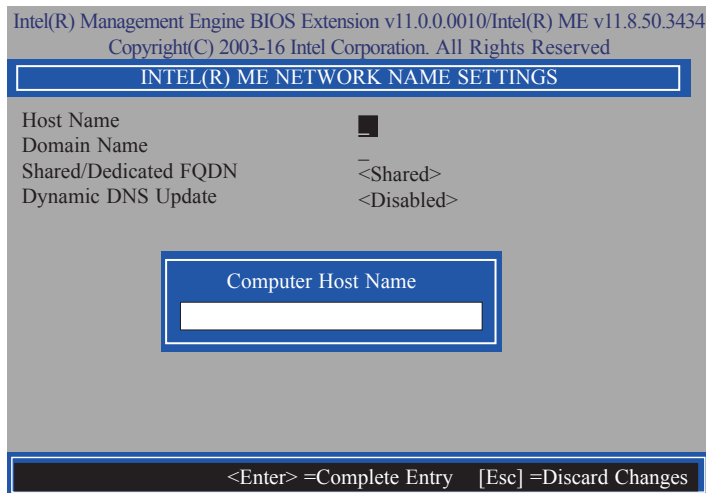 Intel(R) Management Engine BIOS Extension v11.0.0.0010/Intel(R) ME v11.8.50.3434
Copyright(C) 2003-16 Intel Corporation. All Rights Reserved
INTEL(R) ME NETWORK NAME SETTINGS
Host Name _
Domain Name _
Shared/Dedicated FQDN <Shared>
Dynamic DNS Update <Disabled>
Computer Host Name
<Enter> =Complete Entry [Esc] =Discard Changes